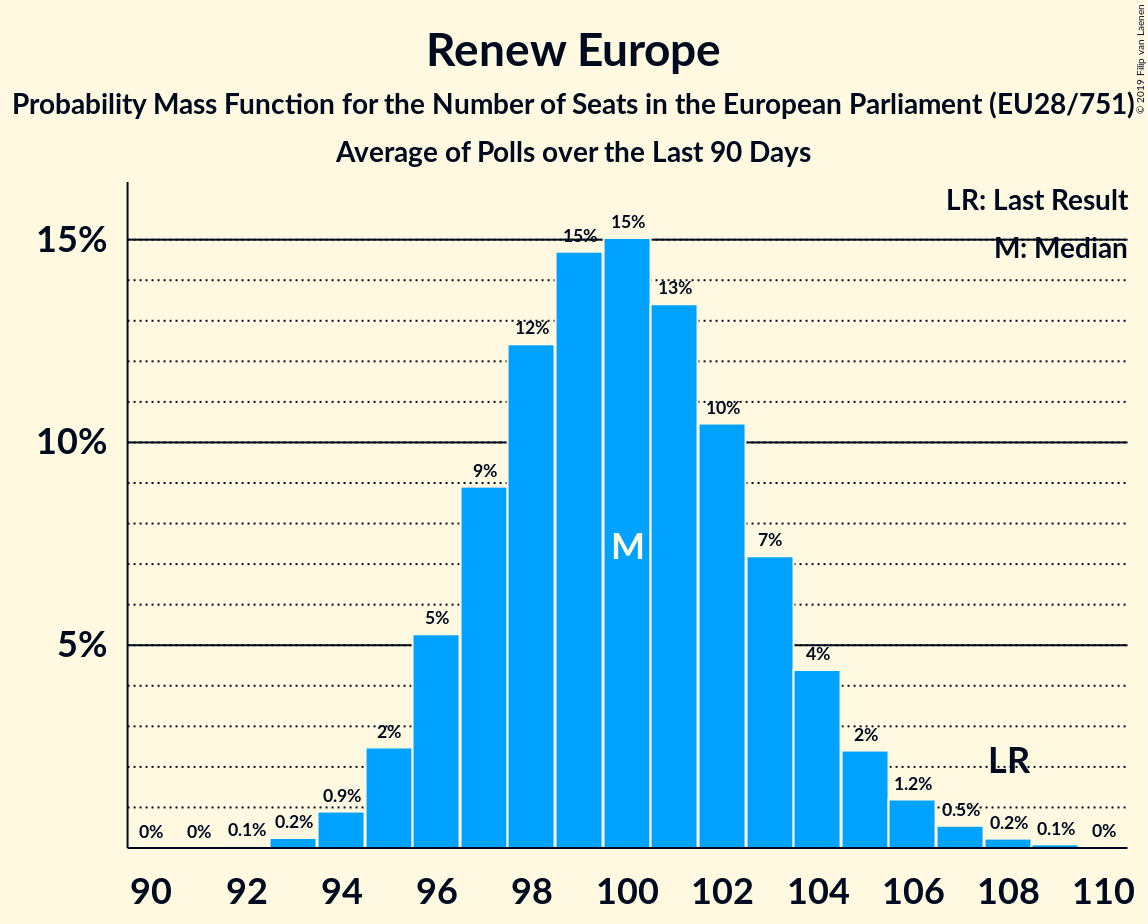 Renew Europe
Probability Mass Function for the Number of Seats in the European Parliament (EU28/751)
Average of Polls over the Last 90 Days
© 2019 Filip van Laenen
LR: Last Result
M: Median
15%
10%
5%
0%
0%
0.1%
0.2%
0.9%
2%
5%
9%
12%
15%
15%
13%
10%
7%
4%
2%
1.2%
0.5%
0.2%
0.1%
0%
M
LR
90 92 94 96 98 100 102 104 106 108 110